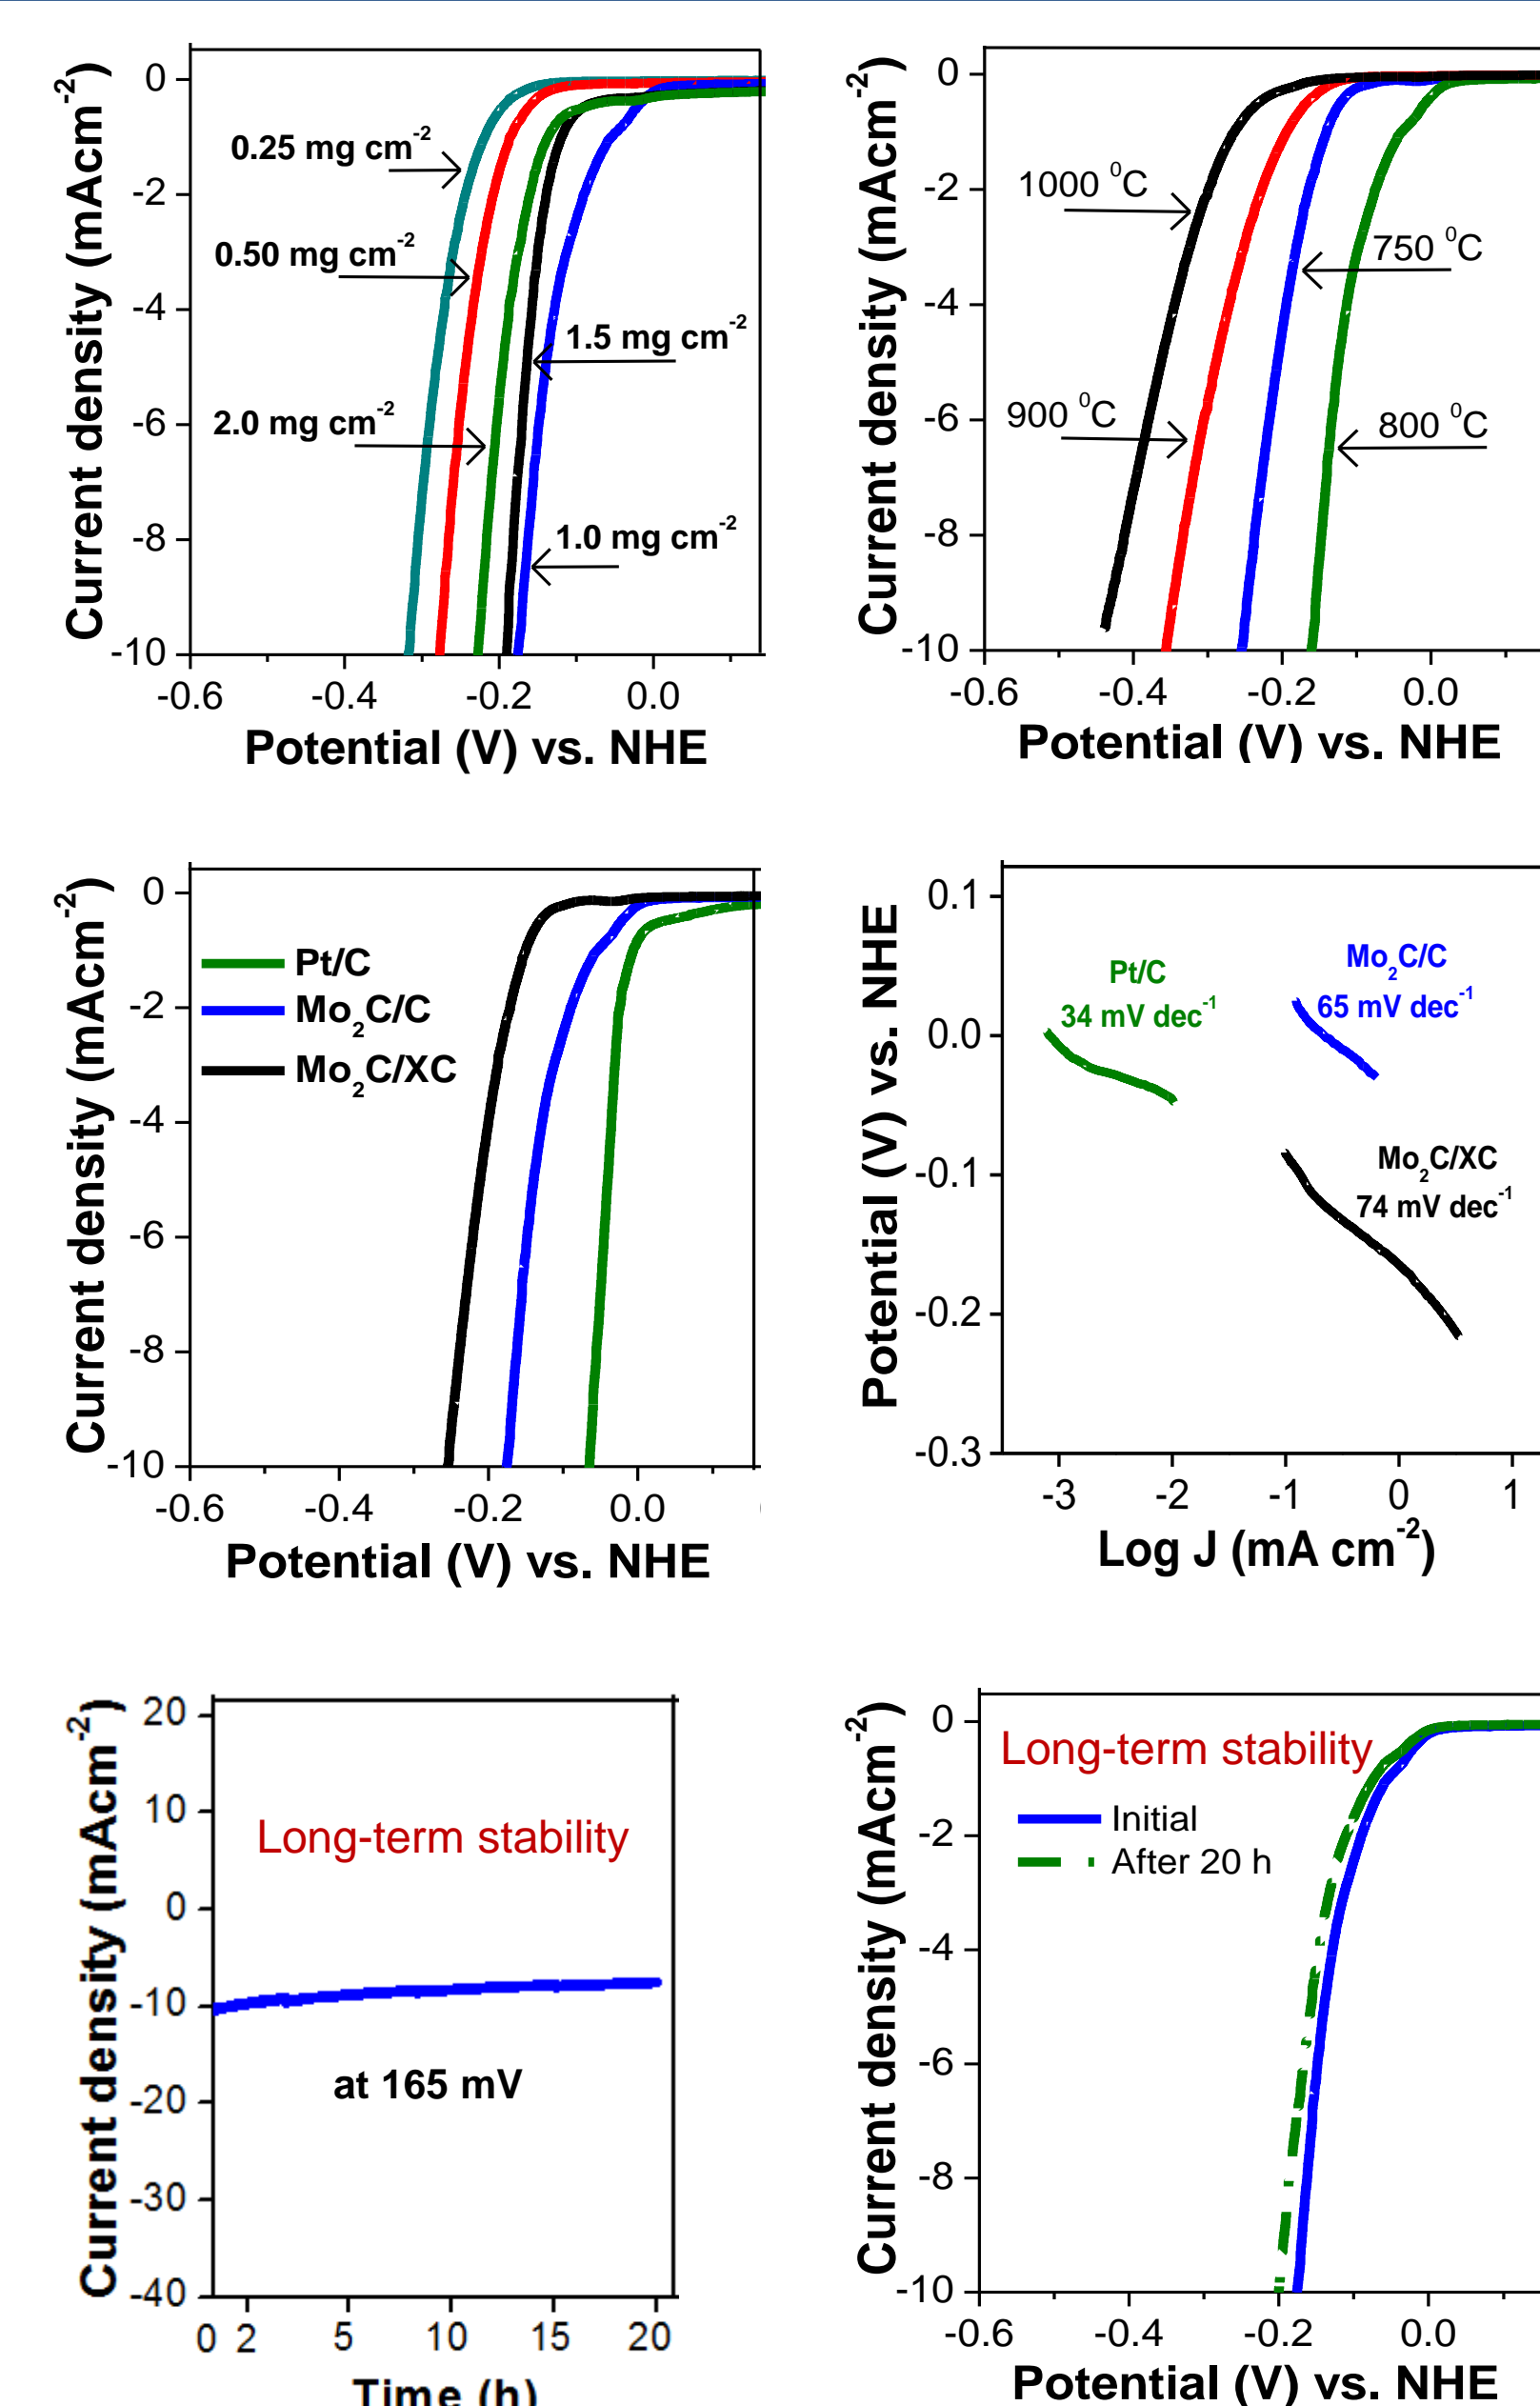 Current density (mAcm-2)
0
-2
-4
-6
-8
-10
0.25 mg cm-2
0.50 mg cm-2
1.5 mg cm-2
2.0 mg cm-2
1.0 mg cm-2
-0.6 -0.4 -0.2 0.0
Potential (V) vs. NHE
Current density (mAcm-2)
0
-2
-4
-6
-8
-10
1000 0C
750 0C
900 0C
800 0C
-0.6 -0.4 -0.2 0.0
Potential (V) vs. NHE
Current density (mAcm-2)
0
-2
-4
-6
-8
-10
Pt/C
Mo2C/C
Mo2C/XC
-0.6 -0.4 -0.2 0.0
Potential (V) vs. NHE
Potential (V) vs. NHE
0.1
0.0
-0.1
-0.2
-0.3
Pt/C
34 mV dec-1
Mo2C/C
65 mV dec-1
Mo2C/XC
74 mV dec-1
-3 -2 -1 0 1
Log J (mA cm-2)
Current density (mAcm-2)
20
10
0
-10
-20
-30
-40
Long-term stability
at 165 mV
0 2 5 10 15 20
Time (h)
Current density (mAcm-2)
0
-2
-4
-6
-8
-10
Long-term stability
Initial
After 20 h
-0.6 -0.4 -0.2 0.0
Potential (V) vs. NHE